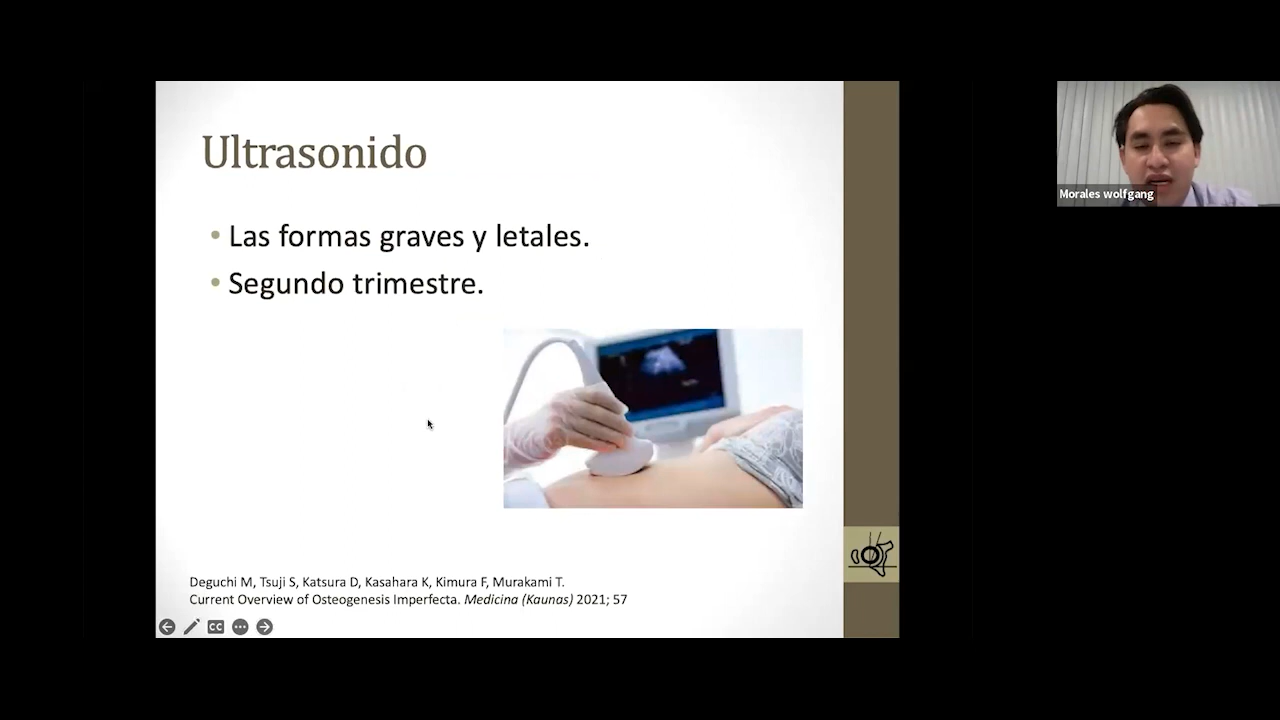 Ultrasonido
• Las formas graves y letales.
• Segundo trimestre.
Deguchi M, Tsuji S, Katsura D, Kasahara K, Kimura F, Murakami T.
Current Overview of Osteogenesis Imperfecta. Medicina (Kaunas) 2021; 57
CC
Morales wolfgang